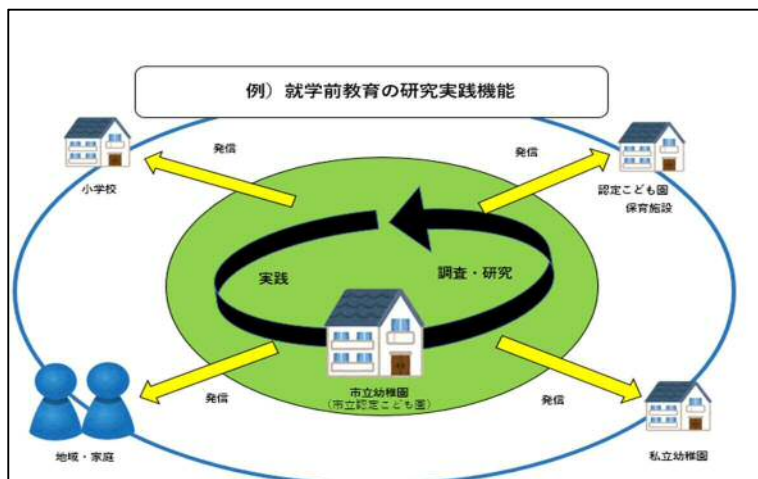 例）就学前教育の研究実践機能
発信
発信
小学校
認定こども園
保育施設
実践
調査・研究
市立幼稚園
（市立認定こども園）
発信
発信
地域・家庭
私立幼稚園